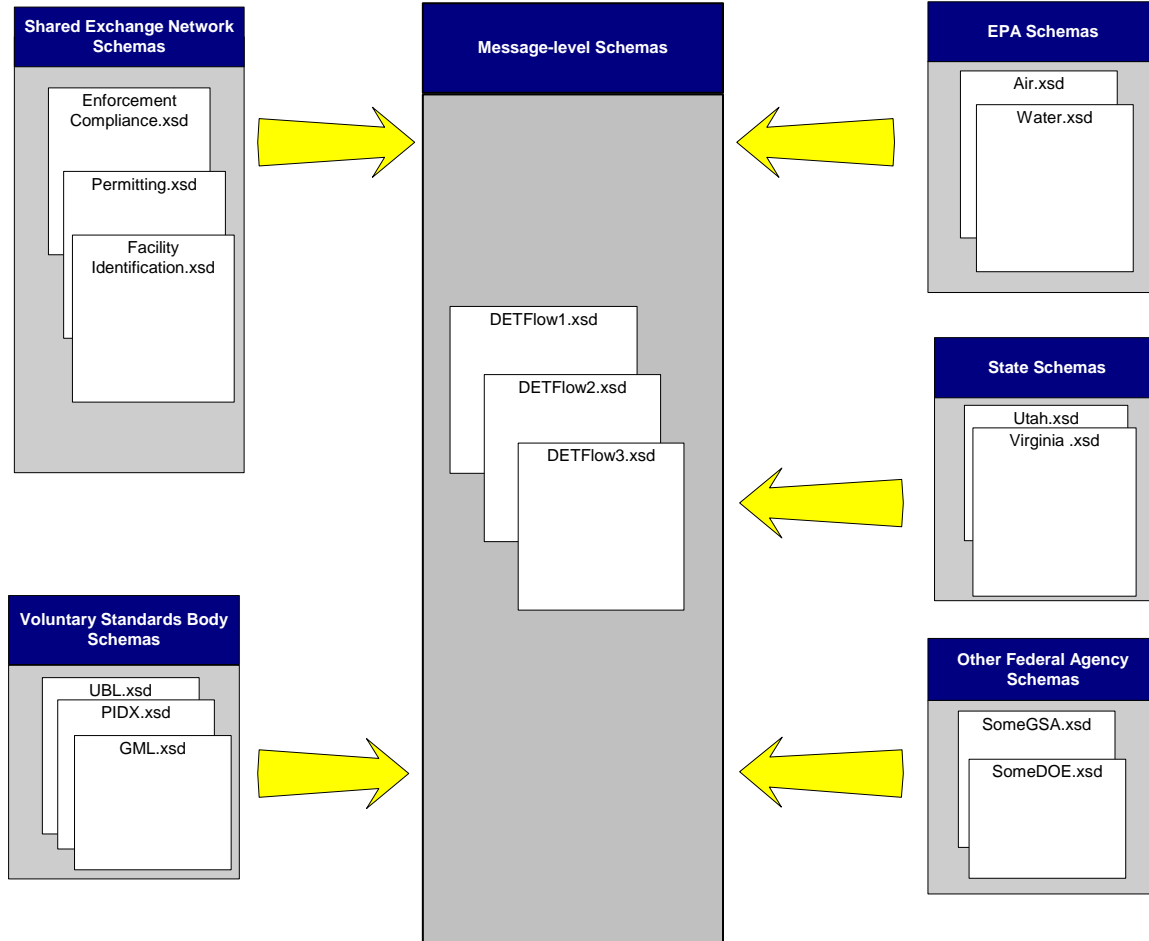 Shared Exchange Network
Schemas
Enforcement
Compliance.xsd
Permitting.xsd
Facility
Identification.xsd
Voluntary Standards Body
Schemas
UBL.xsd
PIDX.xsd
GML.xsd
Message-level Schemas
DETFlow1.xsd
DETFlow2.xsd
DETFlow3.xsd
EPA Schemas
Air.xsd
Water.xsd
State Schemas
Utah.xsd
Virginia .xsd
Other Federal Agency
Schemas
SomeGSA.xsd
SomeDOE.xsd